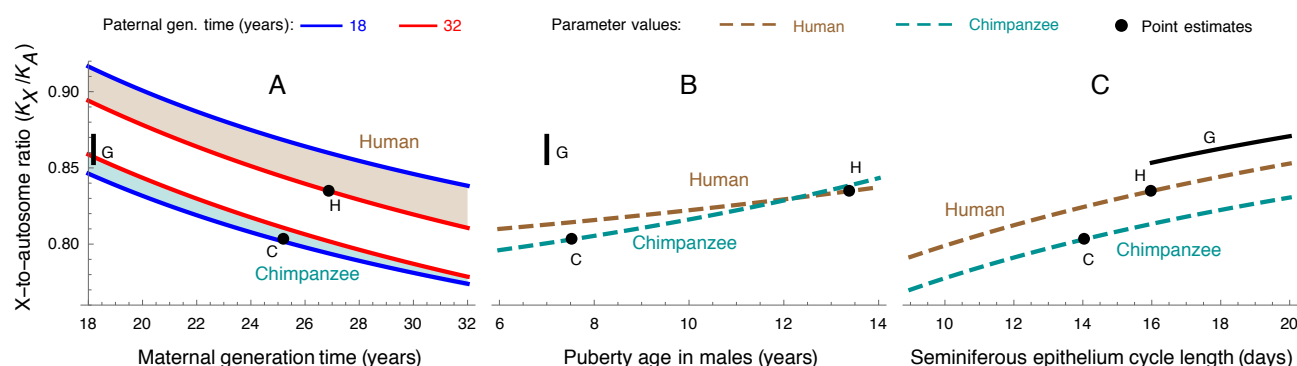 Paternal gen. time (years): 18 32 Parameter values: Human Chimpanzee Point estimates
X−to−autosome ratio (K_X/K_A)
0.90
0.85
0.80
A
G
Human
H
C
Chimpanzee
18 20 22 24 26 28 30 32
Maternal generation time (years)
B
G
H
Human
Chimpanzee
C
6 8 10 12 14
Puberty age in males (years)
C
G
H
Human
Chimpanzee
C
10 12 14 16 18 20
Seminiferous epithelium cycle length (days)